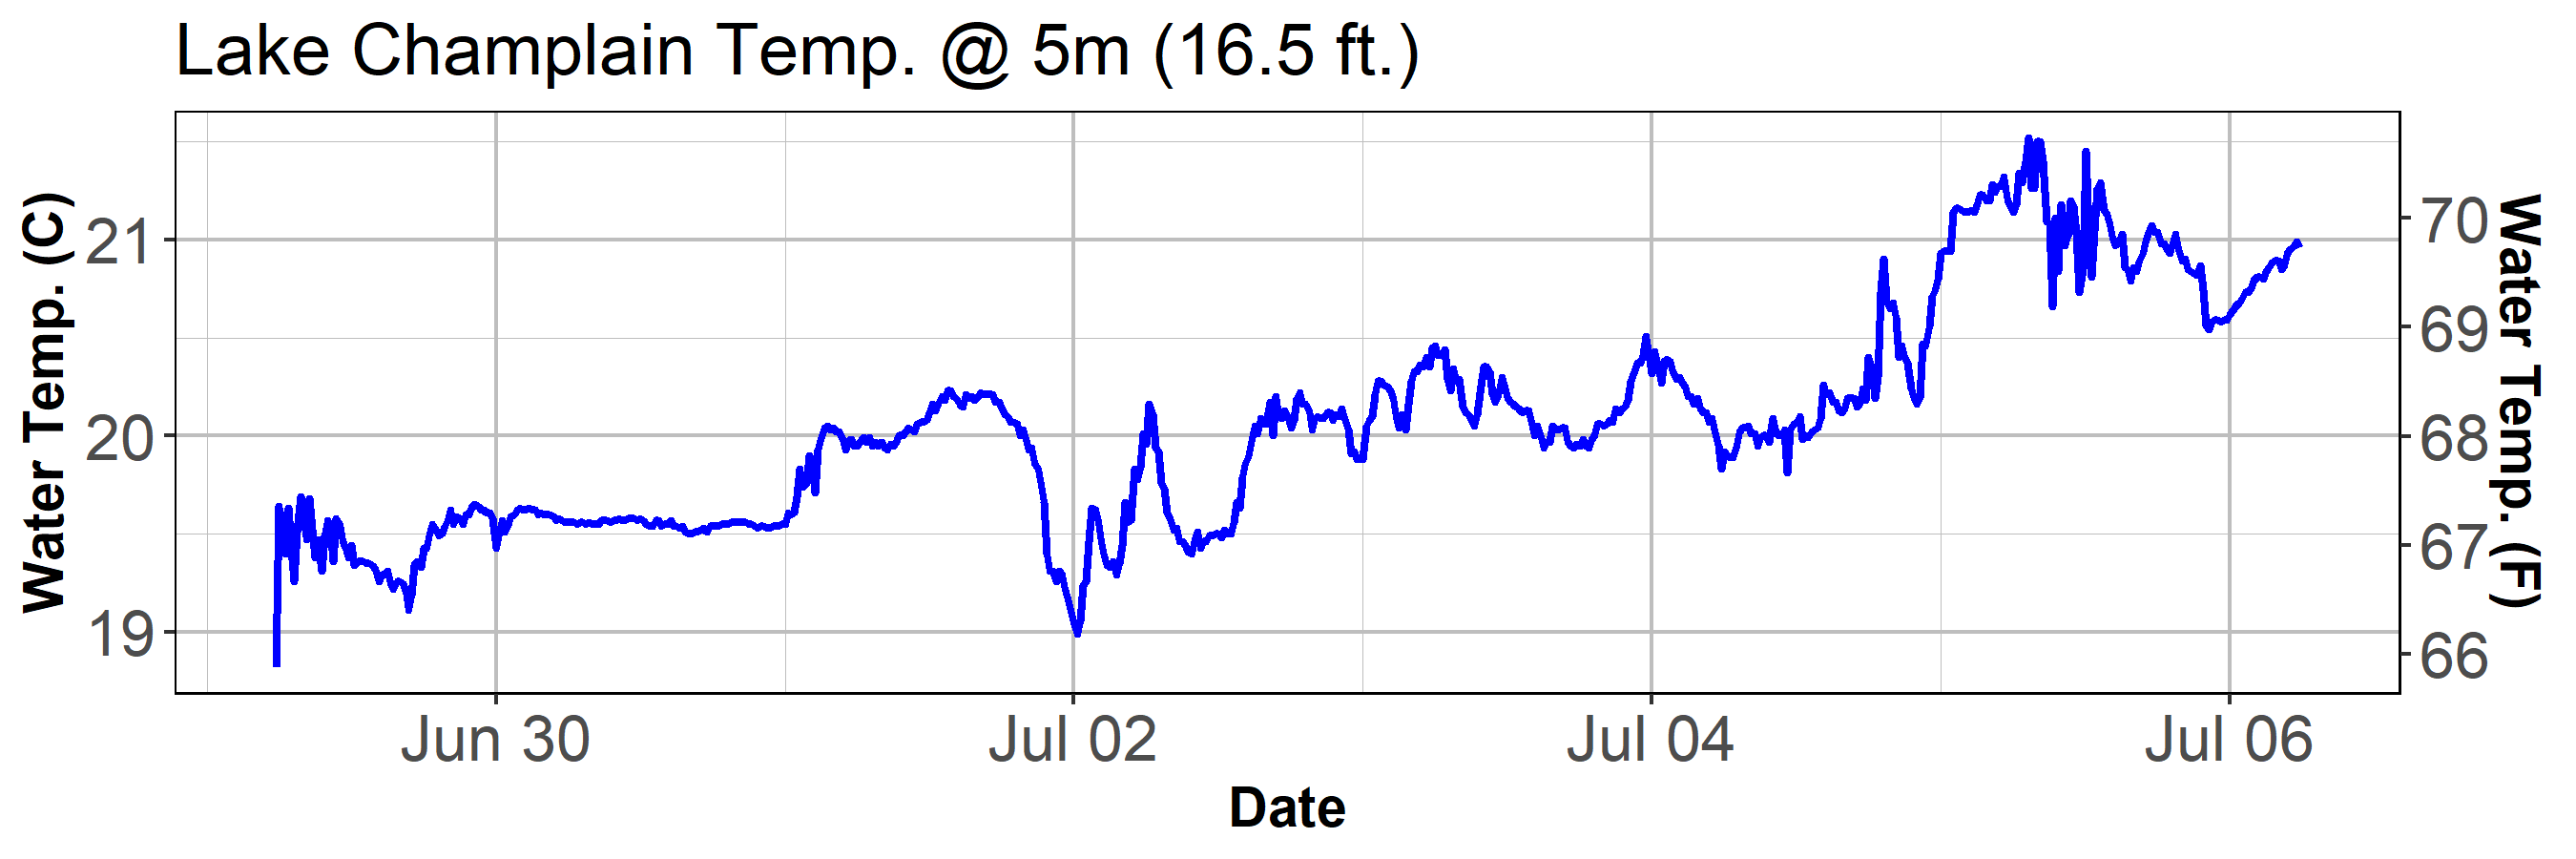 Lake Champlain Temp. @ 5m (16.5 ft.)
Water Temp. (C)
21
20
19
70
69
68
67
66
Water Temp. (F)
Jun 30 Jul 02 Jul 04 Jul 06
Date